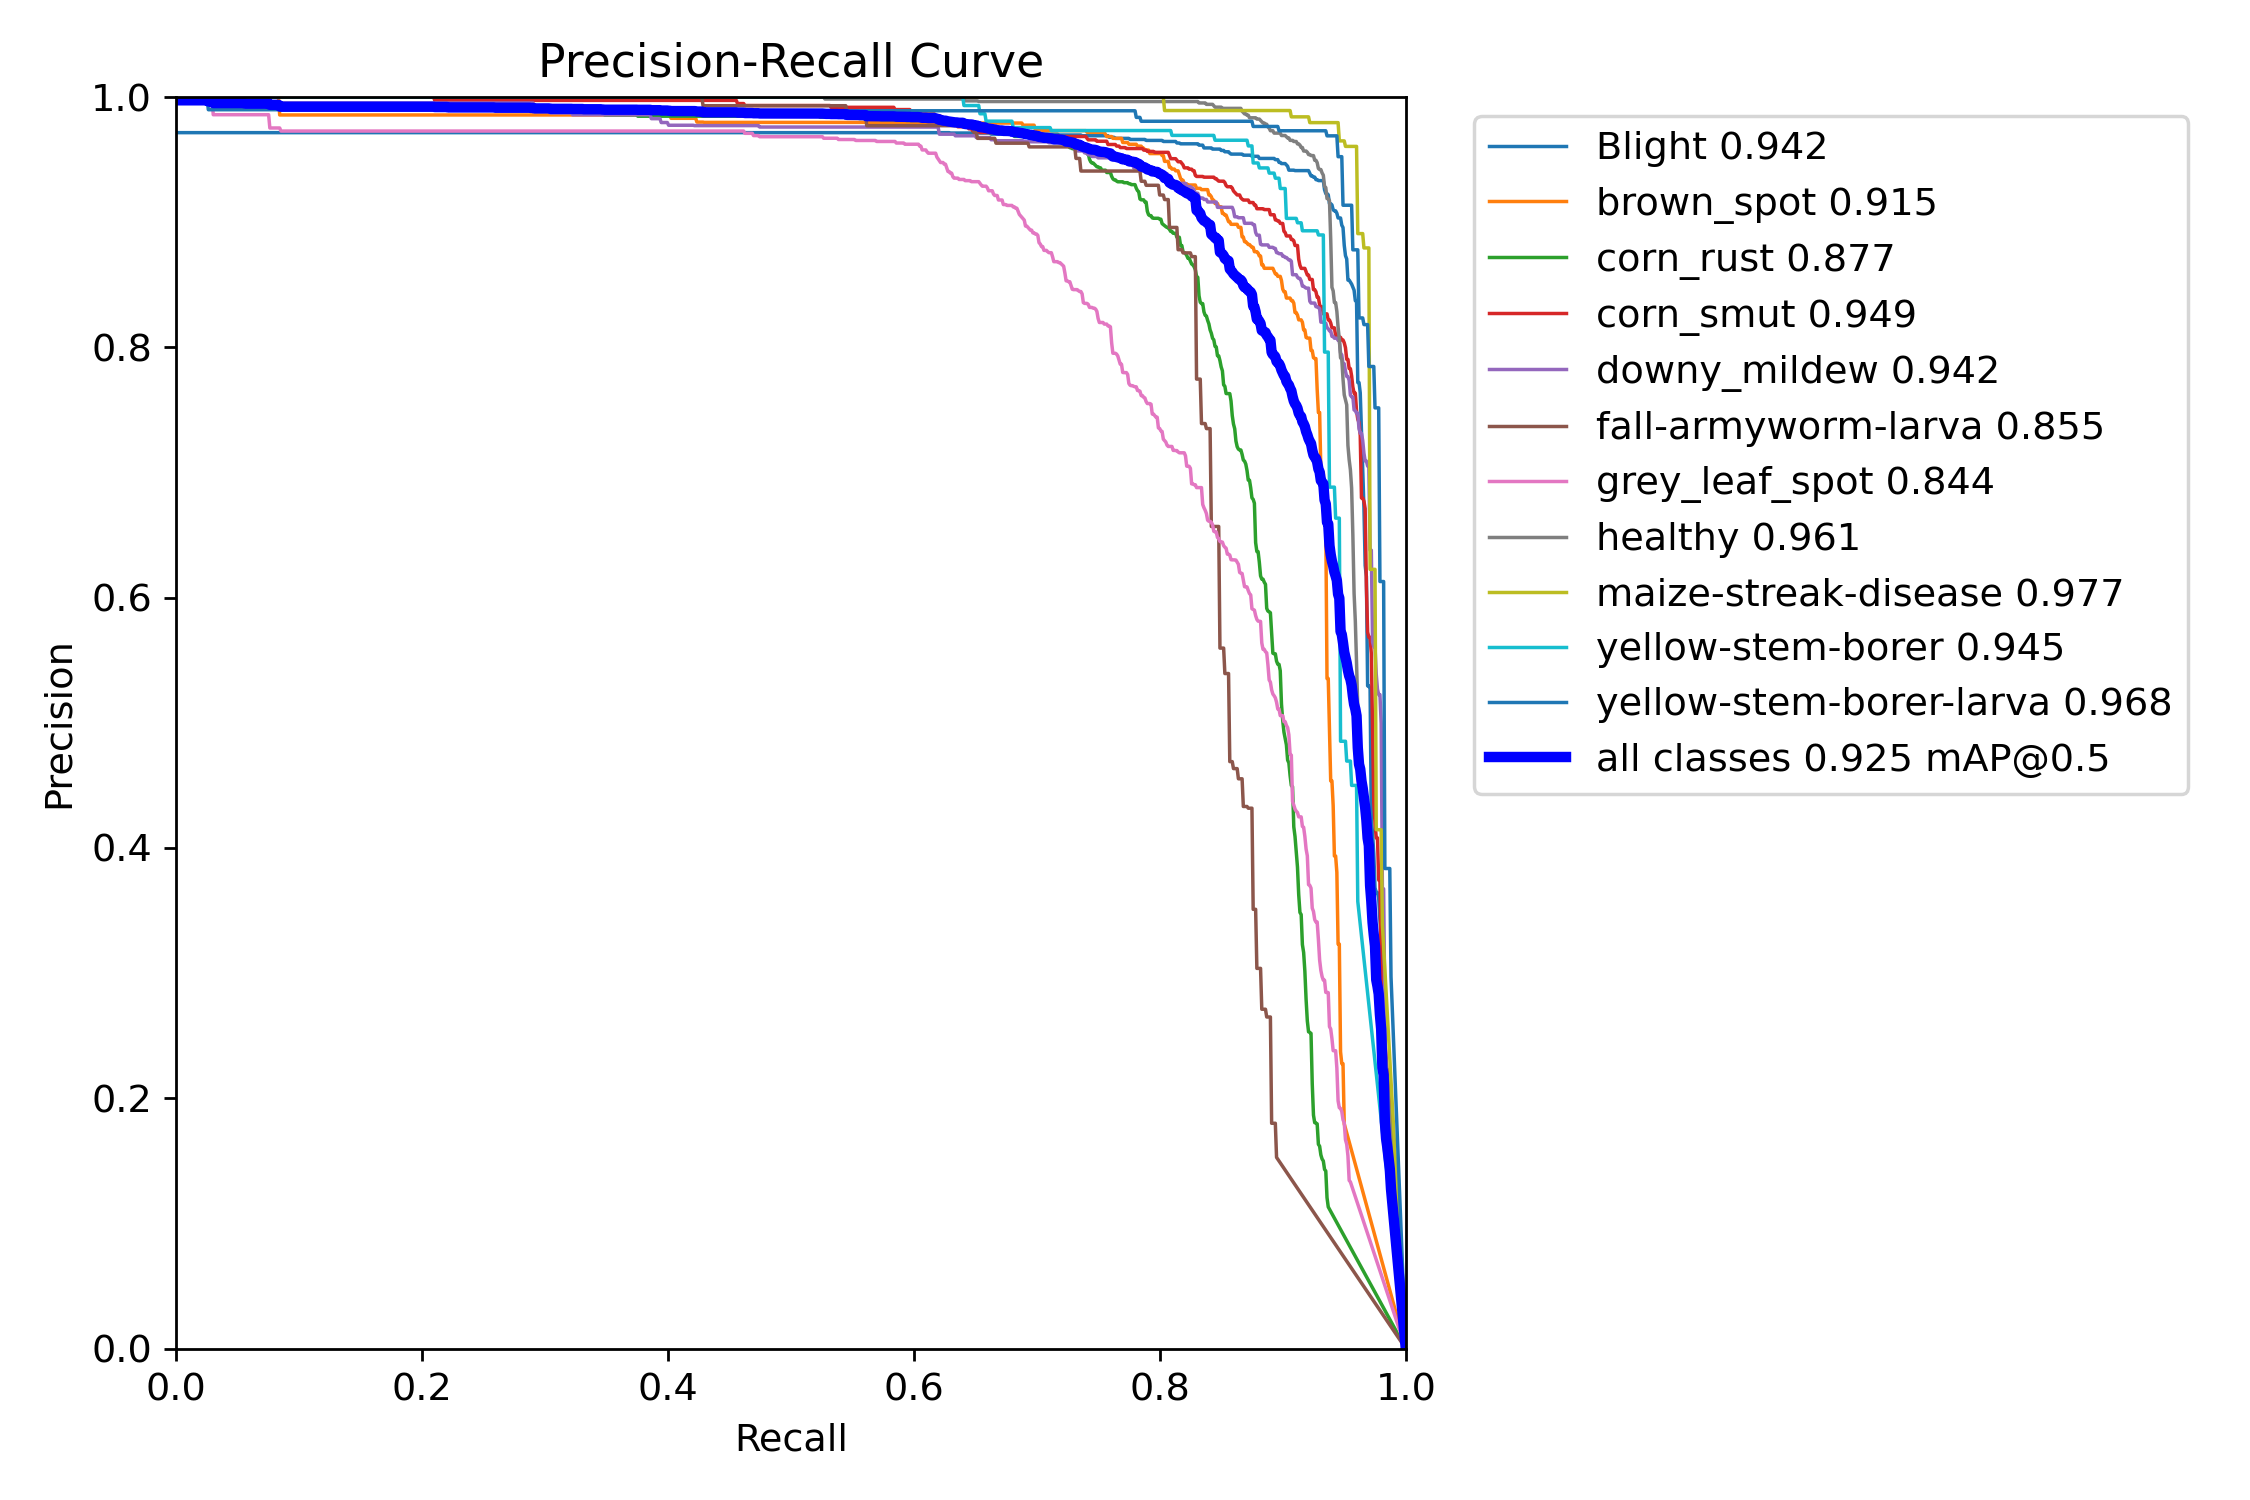 Precision-Recall Curve
1.0
0.8
0.6
0.4
0.2
0.0
Precision
0.0 0.2 0.4 0.6 0.8 1.0
Recall
Blight 0.942
brown_spot 0.915
corn_rust 0.877
corn_smut 0.949
downy_mildew 0.942
fall-armyworm-larva 0.855
grey_leaf_spot 0.844
healthy 0.961
maize-streak-disease 0.977
yellow-stem-borer 0.945
yellow-stem-borer-larva 0.968
all classes 0.925 mAP@0.5